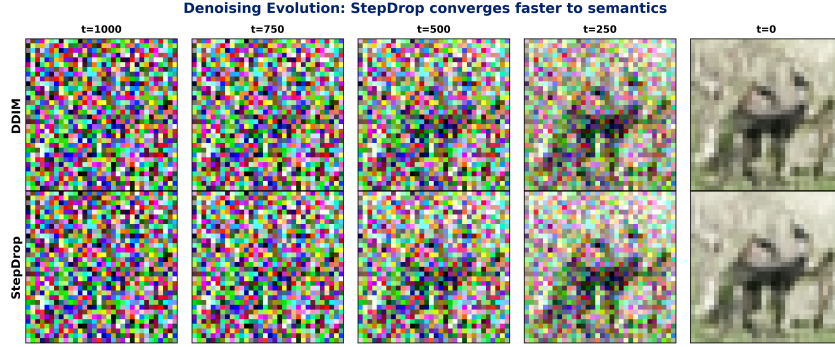 Denoising Evolution: StepDrop converges faster to semantics
t=1000 t=750 t=500 t=250 t=0
DDIM
StepDrop